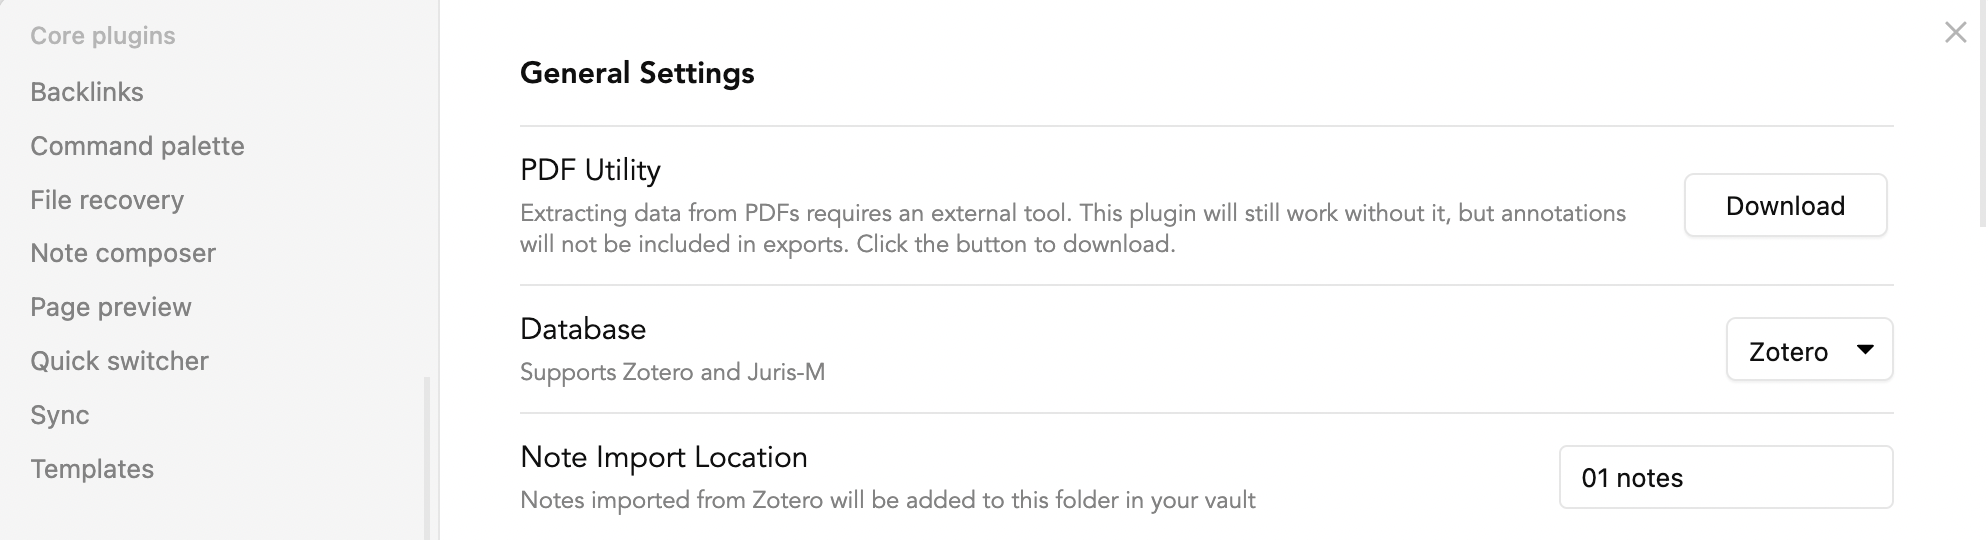 Core plugins
Backlinks
Command palette
File recovery
Note composer
Page preview
Quick switcher
Sync
Templates
General Settings
PDF Utility
Extracting data from PDFs requires an external tool. This plugin will still work without it, but annotations
will not be included in exports. Click the button to download.
Download
Database
Supports Zotero and Juris-M
Zotero
Note Import Location
Notes imported from Zotero will be added to this folder in your vault
01 notes